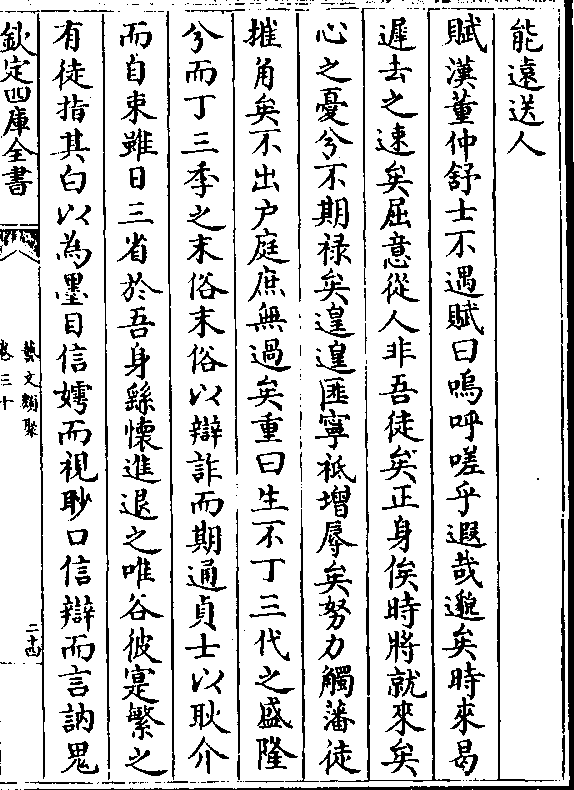 能遠送人
賦漢董仲舒士不遇賦曰嗚呼嗟乎遐哉邈矣時來曷
遲去之速矣屈意從人非吾徒矣正身俟時將就來矣
心之憂兮不期禄矣遑遑匪寧袛增辱矣努力觸藩徒
摧角矣不出户庭庶無過矣重曰生不丁三代之盛隆
兮而丁三季之末俗末俗以辯詐而期通貞士以耿介
而自束雖日三省於吾身繇懷進退之唯谷彼寔繁之
有徒指其白以為墨目信嫮而視眇口信辯而言訥鬼
欽定四庫全書
藝文類聚
卷三十
二十四